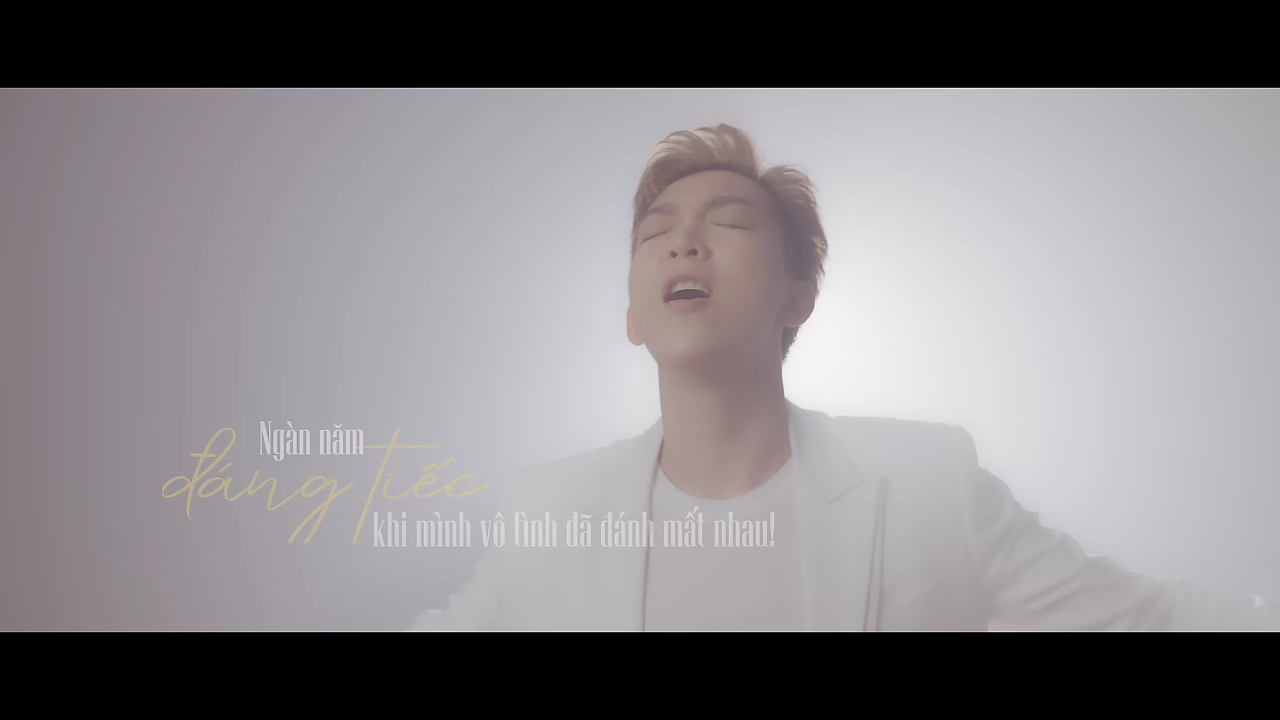 Ngàn năm
đáng tiếc
khi mình vô tình đã đánh mất nhau!